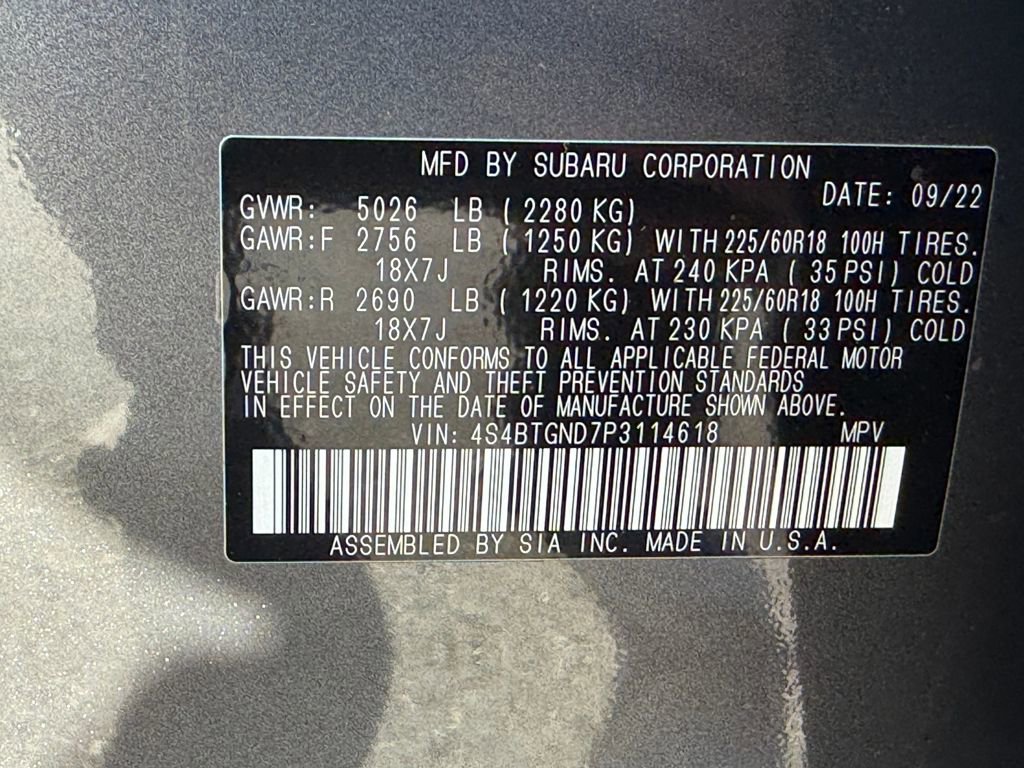 MFD BY SUBARU CORPORATION
DATE: 09/22
GVWR: 5026 LB ( 2280 KG)
GAWR:F 2756 LB ( 1250 KG) WITH 225/60R18 100H TIRES.
18X7J RIMS. AT 240 KPA ( 35 PSI) COLD
GAWR:R 2690 LB ( 1220 KG) WITH 225/60R18 100H TIRES.
18X7J RIMS. AT 230 KPA ( 33 PSI) COLD
THIS VEHICLE CONFORMS TO ALL APPLICABLE FEDERAL MOTOR
VEHICLE SAFETY AND THEFT PREVENTION STANDARDS
IN EFFECT ON THE DATE OF MANUFACTURE SHOWN ABOVE.
VIN: 4S4BTGND7P3114618 MPV
ASSEMBLED BY SIA INC. MADE IN U.S.A.